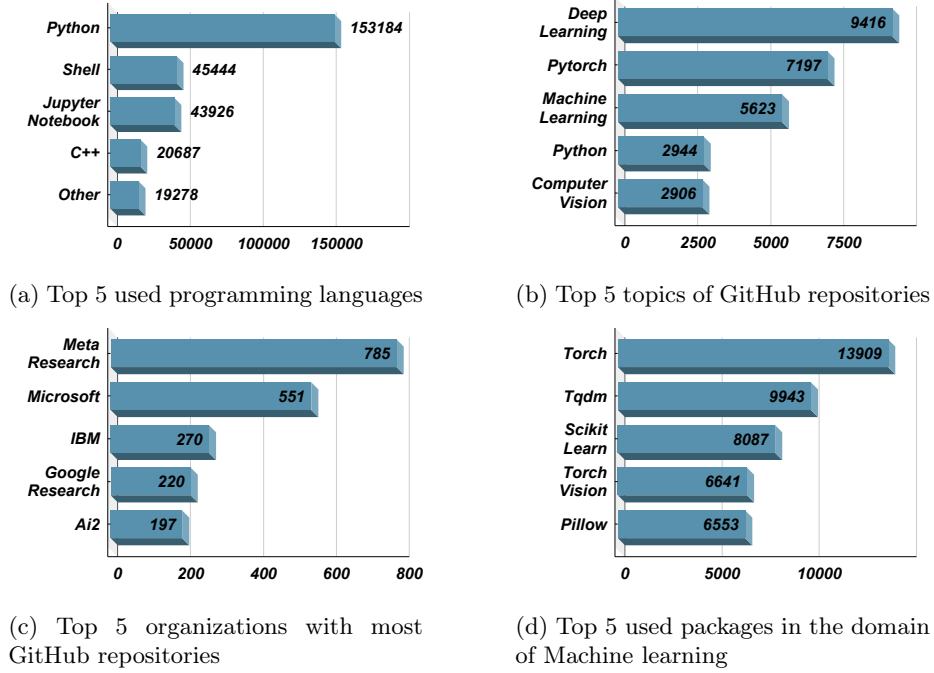 Python
153184
Shell
45444
Jupyter
Notebook
43926
C++
20687
Other
19278
0 50000 100000 150000
(a) Top 5 used programming languages
Deep
Learning
9416
Pytorch
7197
Machine
Learning
5623
Python
2944
Computer
Vision
2906
0 2500 5000 7500
(b) Top 5 topics of GitHub repositories
Meta
Research
785
Microsoft
551
IBM
270
Google
Research
220
Ai2
197
0 200 400 600 800
(c) Top 5 organizations with most
GitHub repositories
Torch
13909
Tqdm
9943
Scikit
Learn
8087
Torch
Vision
6641
Pillow
6553
0 5000 10000
(d) Top 5 used packages in the domain
of Machine learning